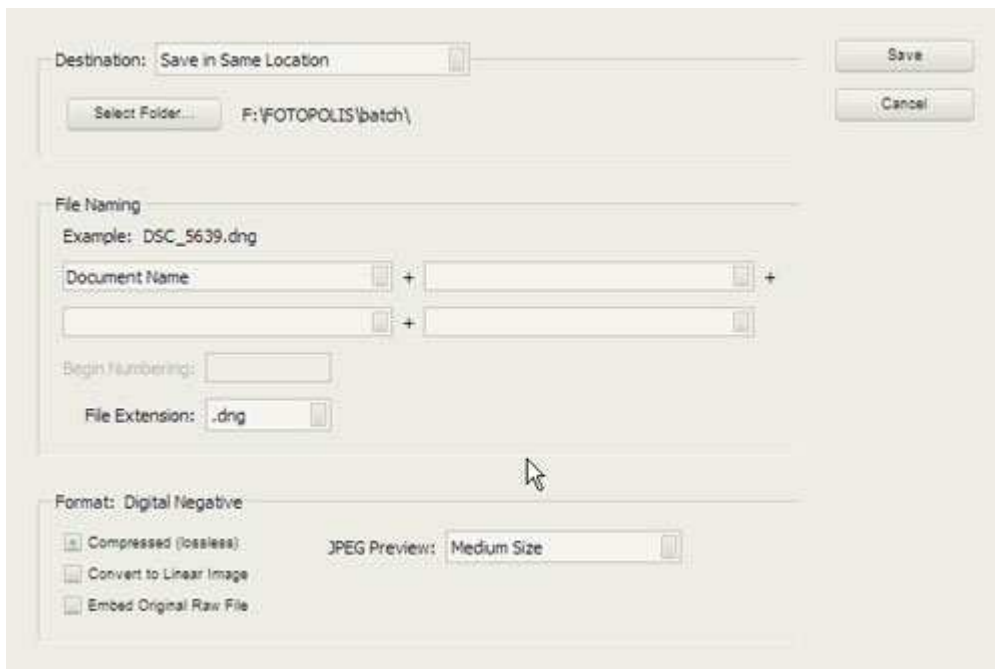 Destination: Save in Same Location
Save
Select Folder... F:\FOTOPOLIS\batch\
Cancel
File Naming
Example: DSC_5639.dng
Document Name + +
+
Begin Numbering:
File Extension: .dng
Format: Digital Negative
Compressed (lossless)
JPEG Preview: Medium Size
Convert to Linear Image
Embed Original Raw File